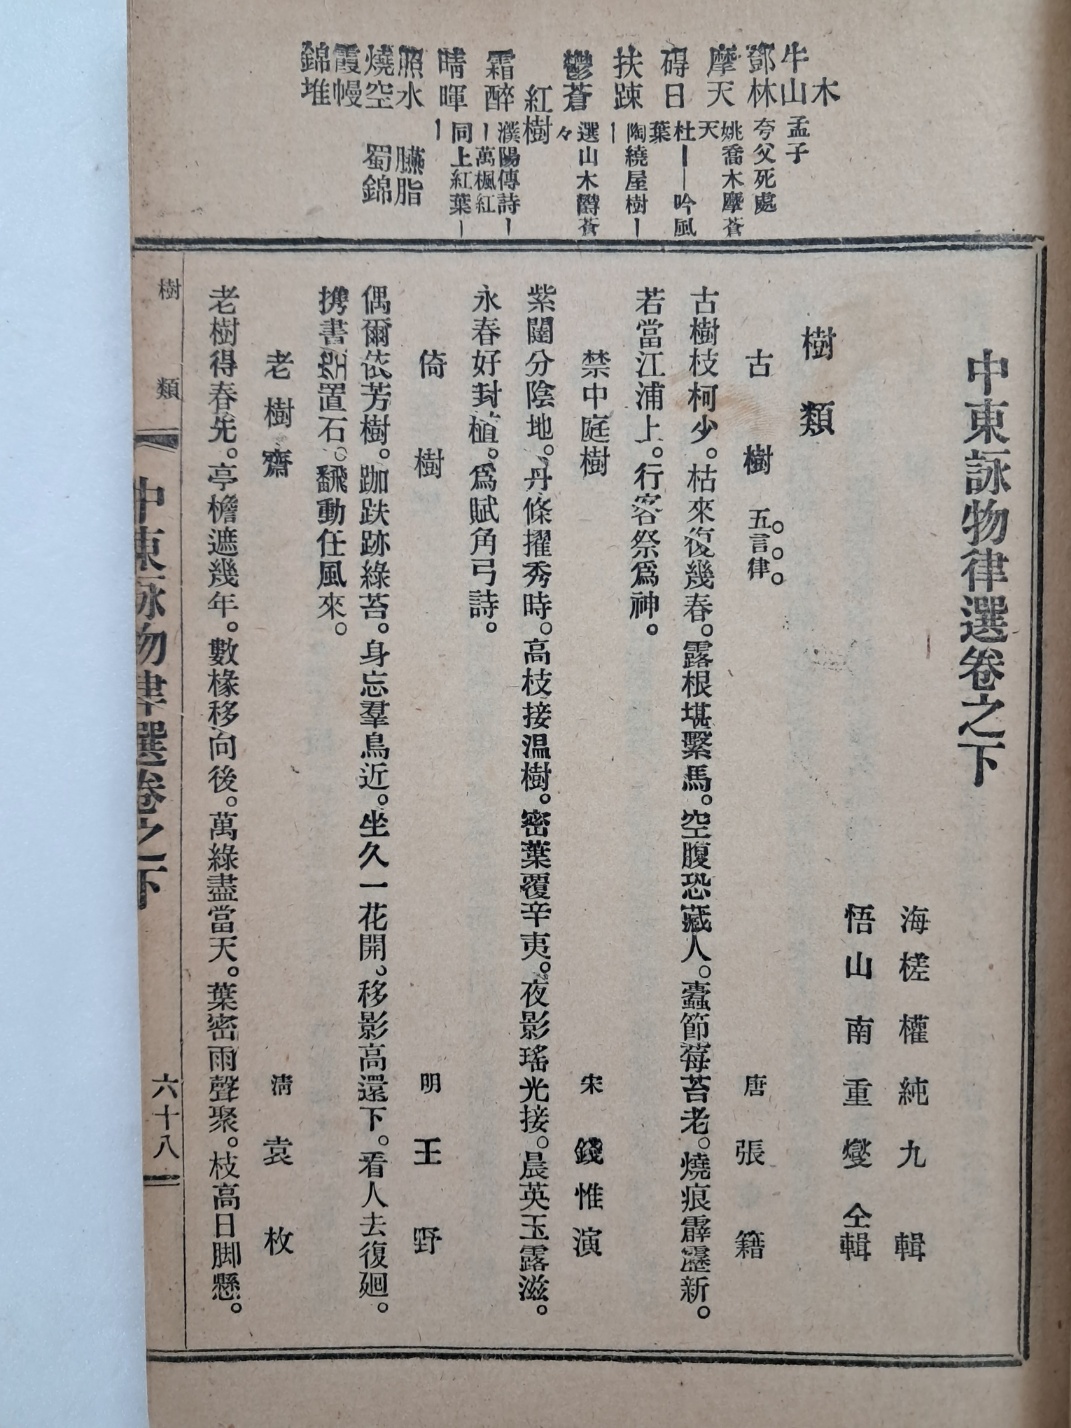 木
牛山 孟子
鄧林 夸父死處
摩天 姚喬木摩蒼天
碍日 杜ー吟風葉
扶踈 陶繞屋樹ー
鬱蒼 選山木欝蒼々
紅樹
霜醉 濮陽傳詩ー萬楓紅ー
晴暉 同上紅葉ー
照水 臙脂
燒空 蜀錦
霞幔
錦堆
中東詠物律選卷之下
海槎 權純九 輯
悟山 南重燮 仝輯
樹類
古樹 五言律 唐 張籍
古樹枝柯少。枯來復幾春。露根堪繫馬。空腹恐藏人。蠹節莓苔老。燒痕霹靂新。
若當江浦上。行客祭爲神。
禁中庭樹 宋 錢惟演
紫闥分陰地。丹條擢秀時。高枝接温樹。密葉覆辛夷。夜影瑤光接。晨英玉露滋。
永春好封植。爲賦角弓詩。
倚樹 明 王野
偶爾依芳樹。跏趺跡綠苔。身忘羣鳥近。坐久一花開。移影高還下。看人去復廻。
携書置石。飜動任風來。
老樹齋 淸 袁枚
老樹得春先。亭檐遮幾年。數椽移向後。萬綠盡當天。葉密雨聲聚。枝高日脚懸。
樹類
中東詠物律選卷之下
六十八